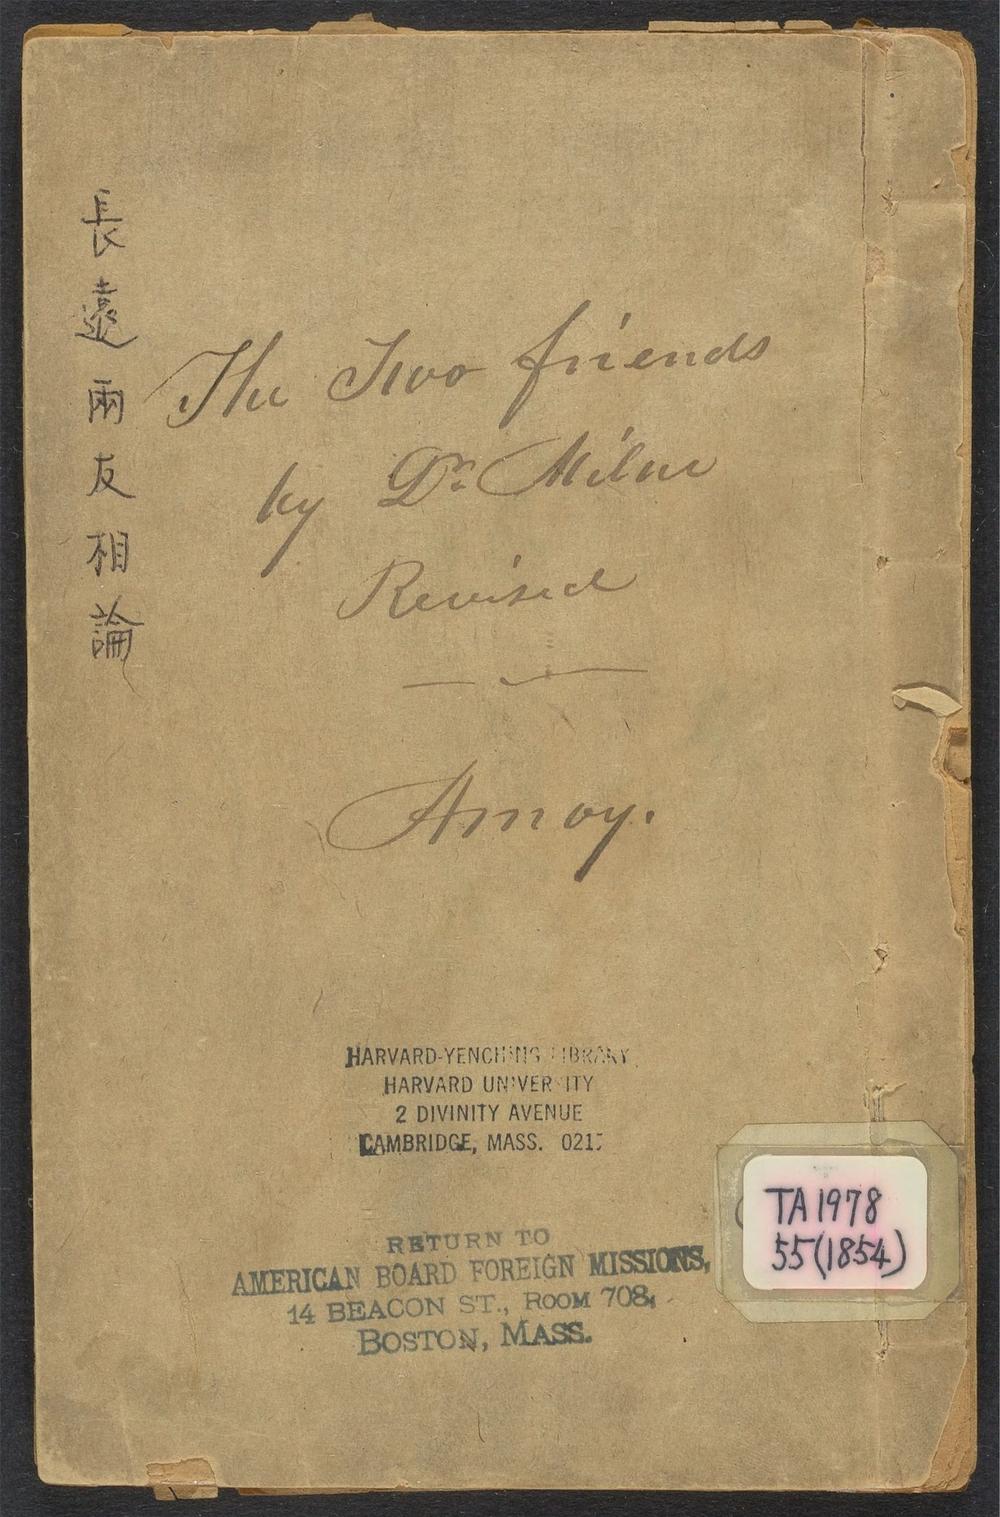 長遠兩友相論
The Two friends
by Dr. Milne
Revised
Amoy.
HARVARD-YENCHING LIBRARY
HARVARD UNIVERSITY
2 DIVINITY AVENUE
CAMBRIDGE, MASS.
RETURN TO
AMERICAN BOARD FOREIGN MISSIONS,
14 BEACON ST., ROOM 708,
BOSTON, MASS.
TA 1978
55(1854)